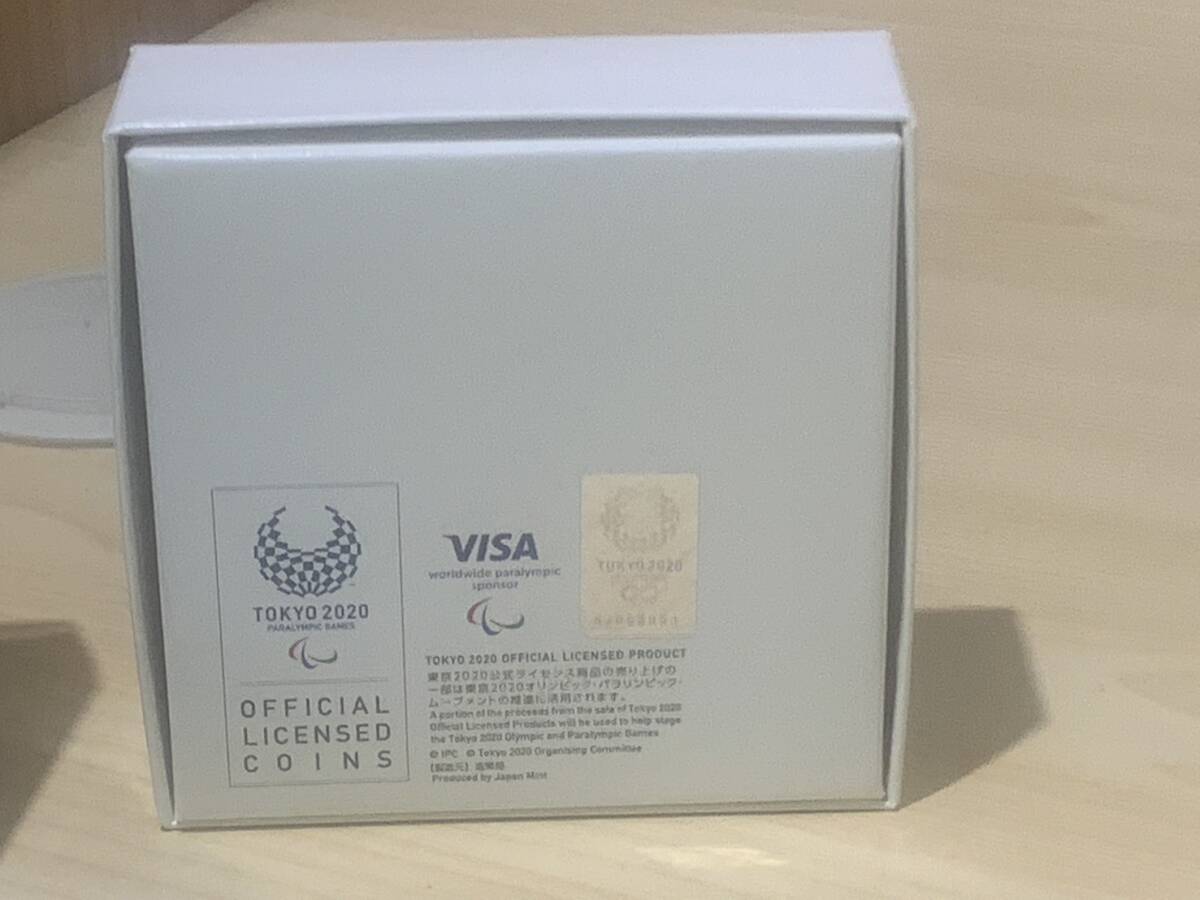 TOKYO 2020
PARALYMPIC GAMES
OFFICIAL
LICENSED
COINS
VISA
worldwide paralympic
sponsor
TOKYO 2020
TOKYO 2020 OFFICIAL LICENSED PRODUCT
東京2020公式ライセンス商品の売り上げの
一部は東京2020オリンピック・パラリンピック・
ムーブメントの推進に活用されます。
A portion of the proceeds from the sale of Tokyo 2020
Official Licensed Products will be used to help stage
the Tokyo 2020 Olympic and Paralympic Games
© IPC © Tokyo 2020 Organising Committee
【製造元】造幣局
Produced by Japan Mint